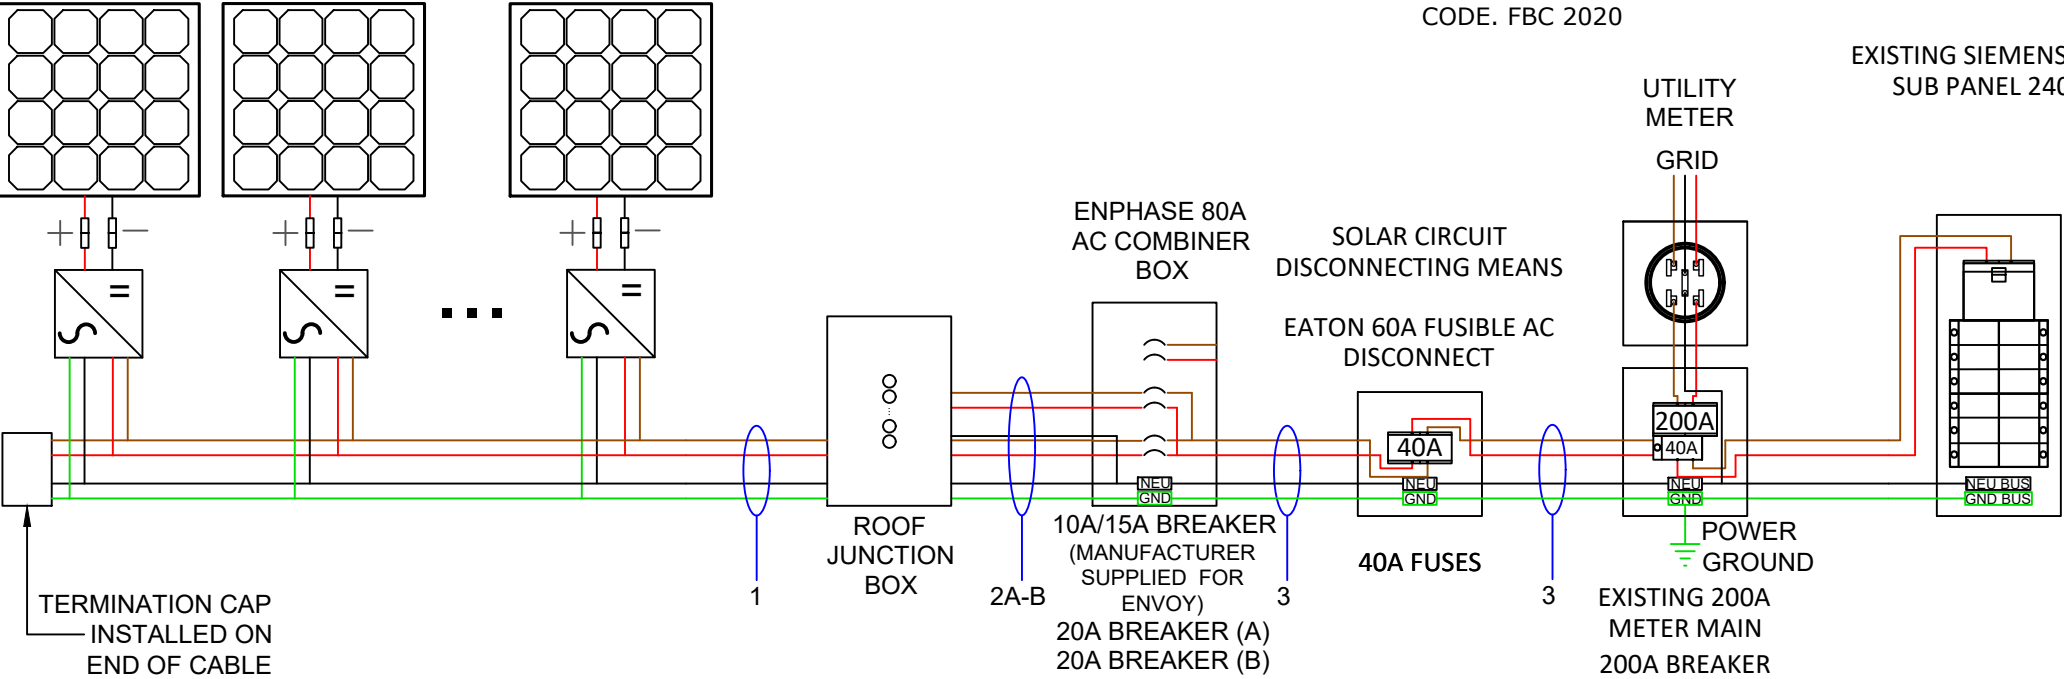 CODE. FBC 2020
EXISTING SIEMENS
SUB PANEL 240
UTILITY
METER
GRID
ENPHASE 80A
AC COMBINER
BOX
SOLAR CIRCUIT
DISCONNECTING MEANS
EATON 60A FUSIBLE AC
DISCONNECT
200A
40A
40A
NEU
GND
NEU
GND
NEU
GND
NEU BUS
GND BUS
ROOF
JUNCTION
BOX
10A/15A BREAKER
(MANUFACTURER
SUPPLIED FOR
ENVOY)
20A BREAKER (A)
20A BREAKER (B)
40A FUSES
POWER
GROUND
EXISTING 200A
METER MAIN
200A BREAKER
1
2A-B
3
3
TERMINATION CAP
INSTALLED ON
END OF CABLE